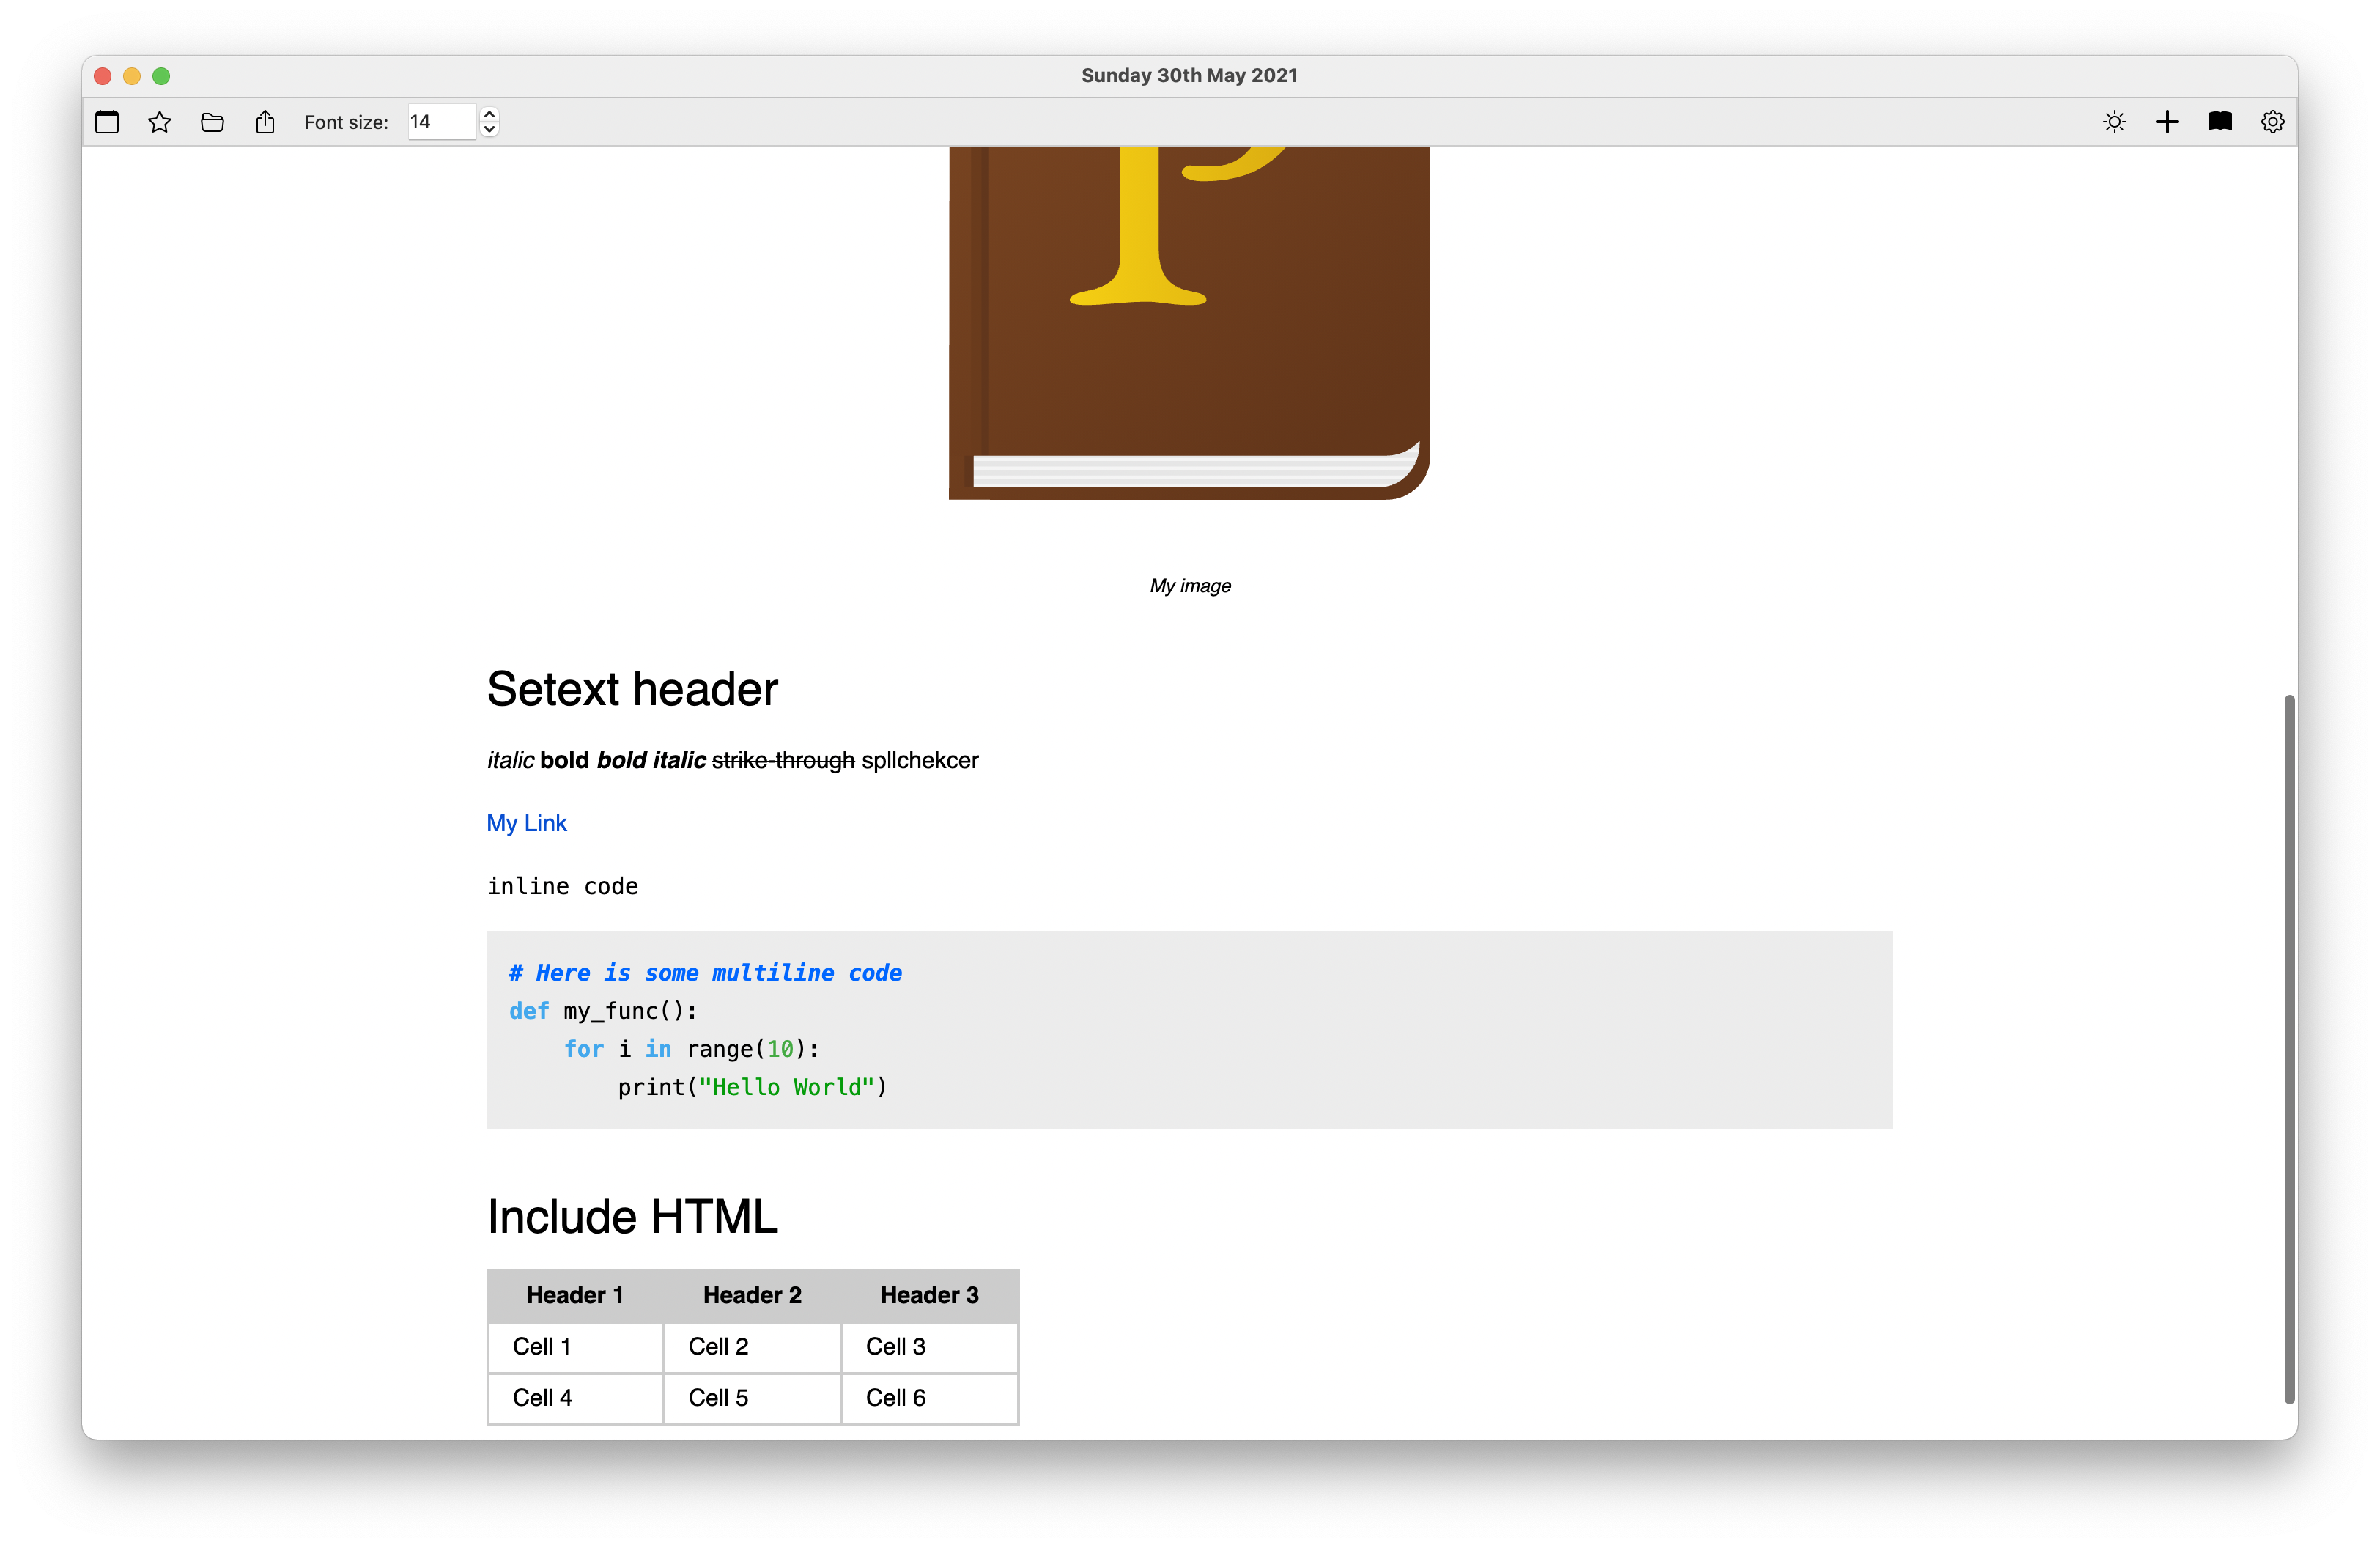 Sunday 30th May 2021
Font size: 14
P
My image
Setext header
italic bold bold italic strike-through spllchekcer
My Link
inline code
# Here is some multiline code
def my_func():
    for i in range(10):
        print("Hello World")
Include HTML
Header 1 Header 2 Header 3
Cell 1 Cell 2 Cell 3
Cell 4 Cell 5 Cell 6